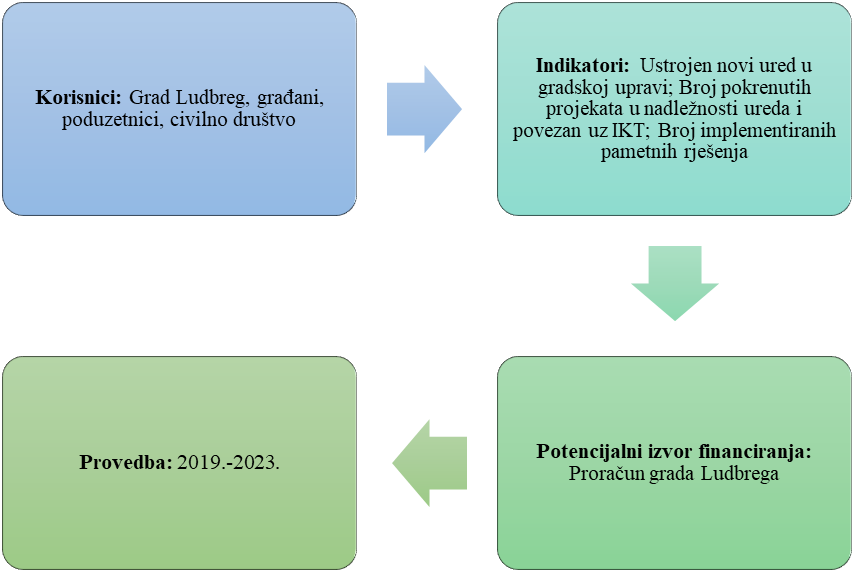 Korisnici: Grad Ludbreg, građani,
poduzetnici, civilno društvo
Indikatori: Ustrojen novi ured u
gradskoj upravi; Broj pokrenutih
projekata u nadležnosti ureda i
povezan uz IKT; Broj implementiranih
pametnih rješenja
Potencijalni izvor financiranja:
Proračun grada Ludbrega
Provedba: 2019.-2023.